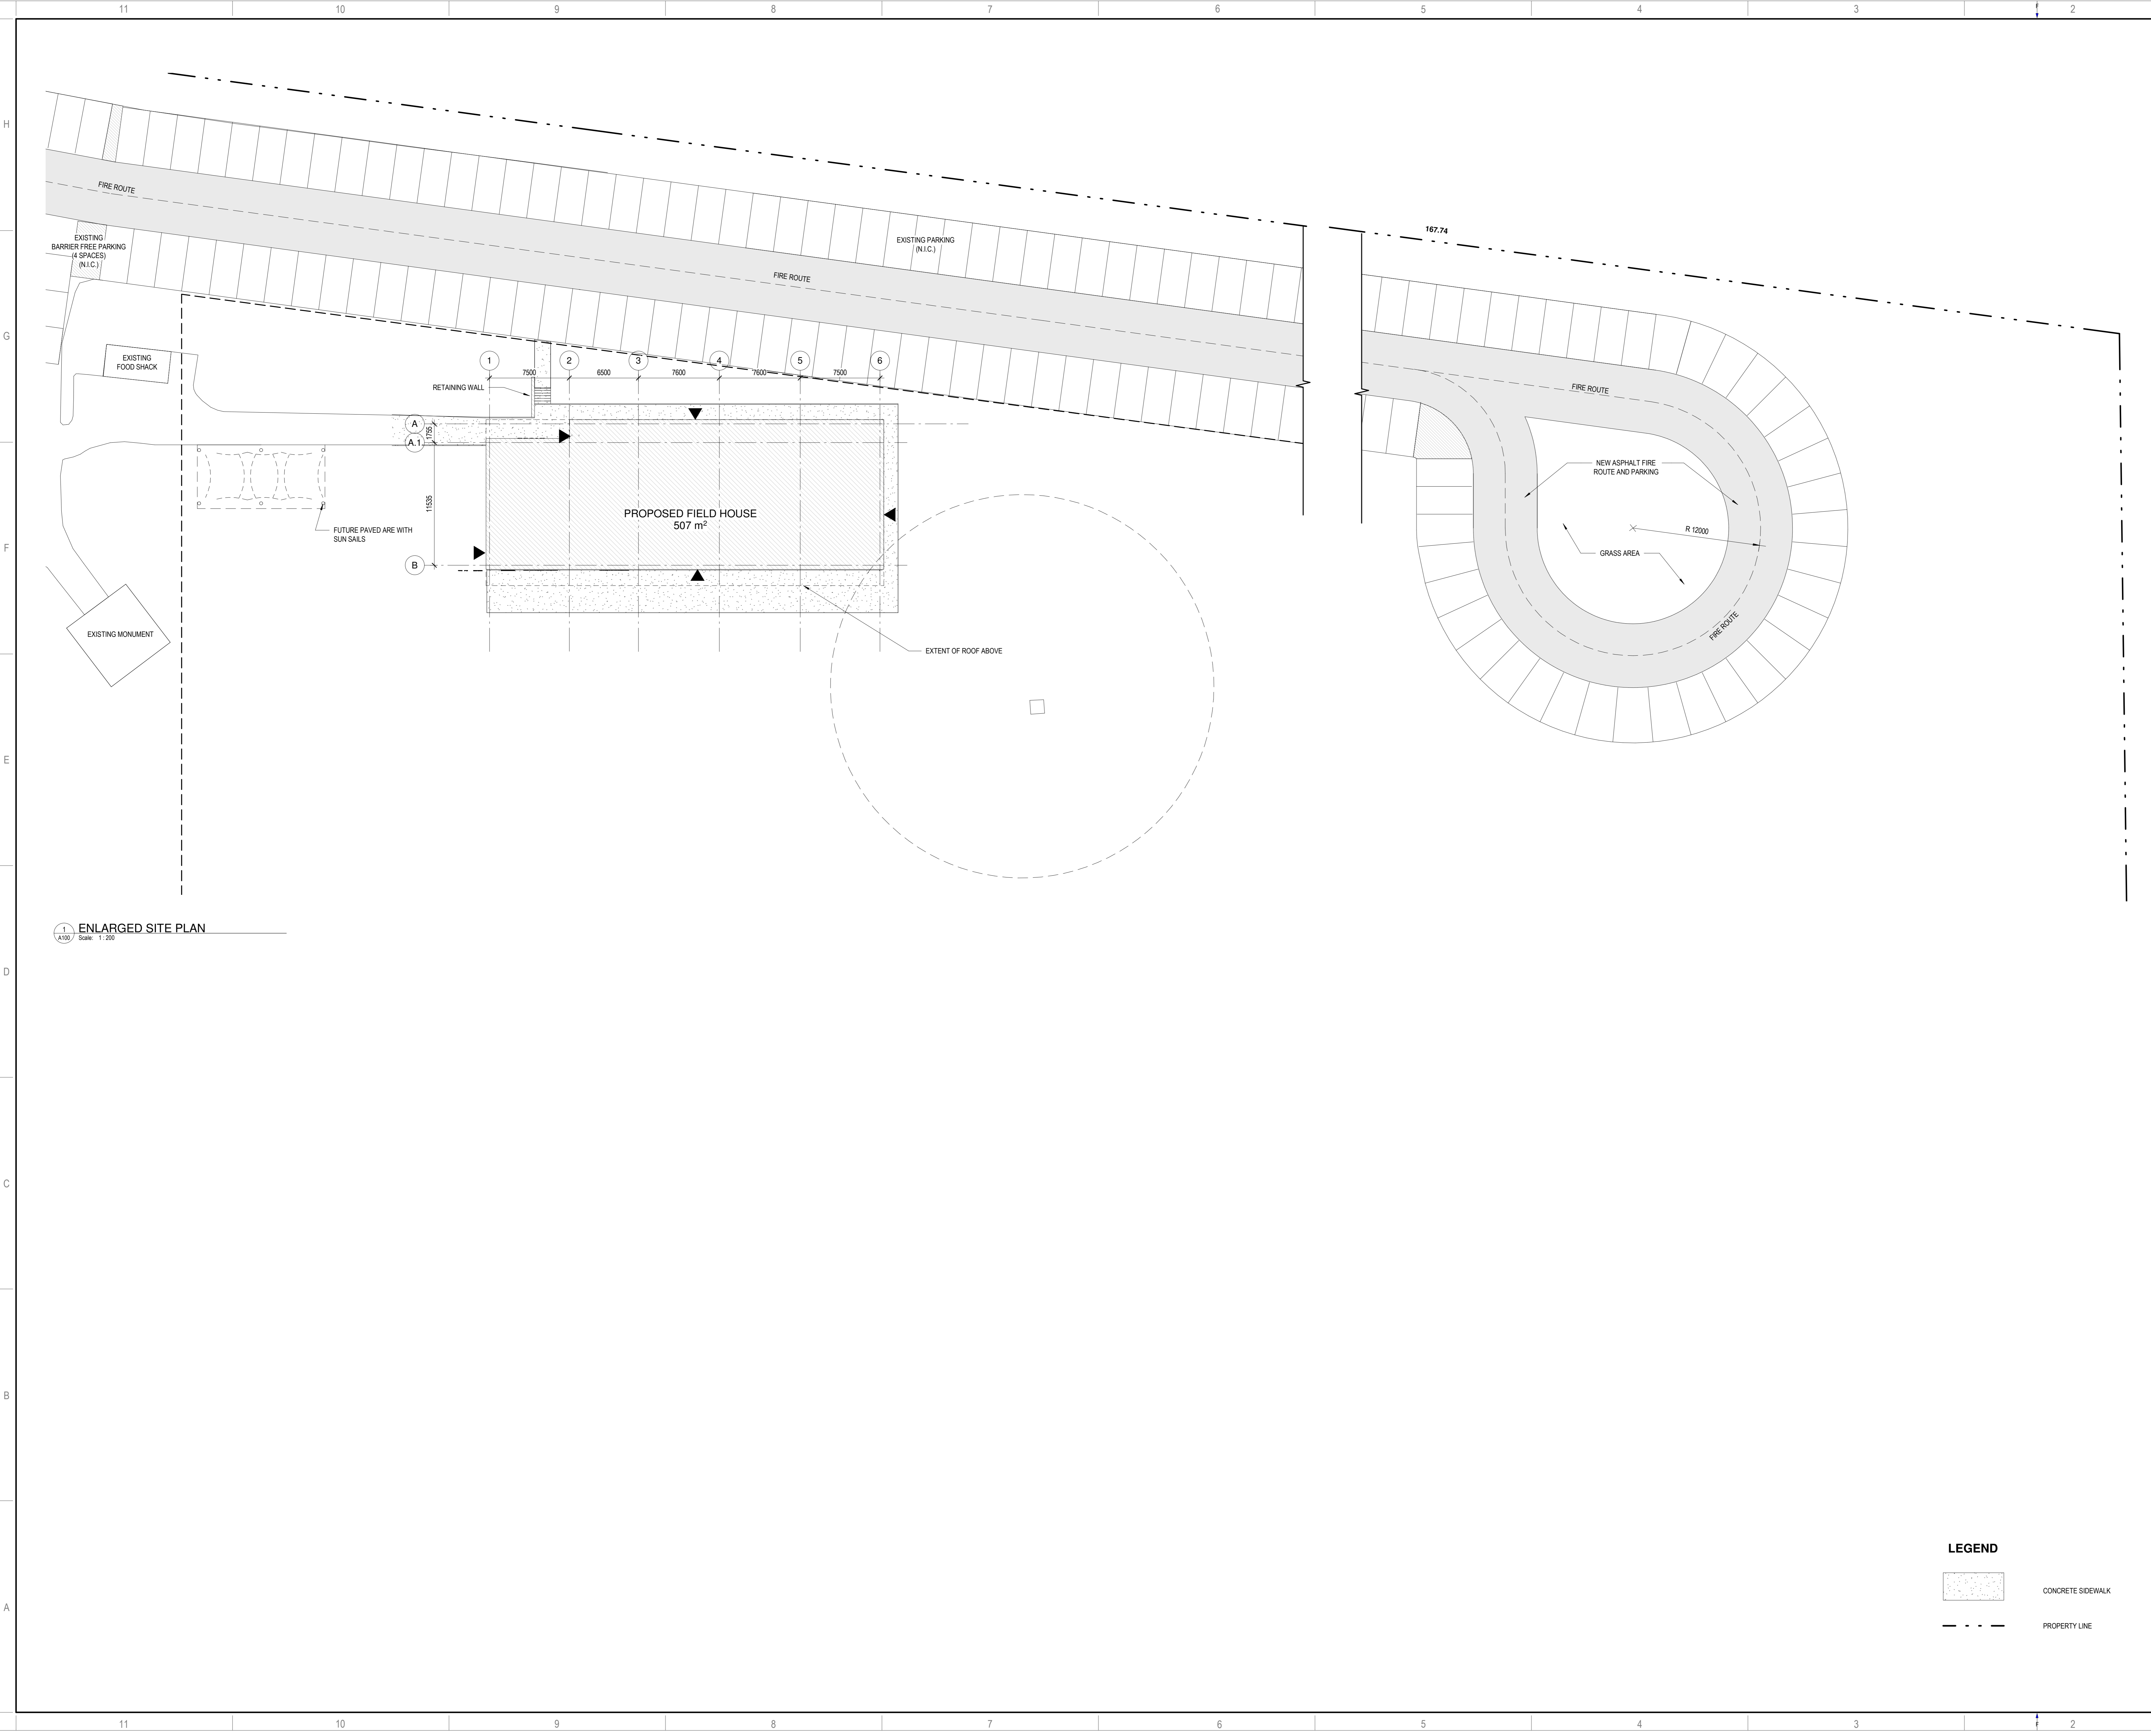 11 10 9 8 7 6 5 4 3 2
F
H
G
F
E
D
C
B
A
167.74
FIRE ROUTE
EXISTING
BARRIER FREE PARKING
(4 SPACES)
(N.I.C.)
EXISTING PARKING
(N.I.C.)
FIRE ROUTE
EXISTING
FOOD SHACK
1 2 3 4 5 6
7500 6500 7600 7600 7500
RETAINING WALL
A
1755
A.1
11535
B
PROPOSED FIELD HOUSE
507 m²
FUTURE PAVED ARE WITH
SUN SAILS
EXISTING MONUMENT
EXTENT OF ROOF ABOVE
FIRE ROUTE
NEW ASPHALT FIRE
ROUTE AND PARKING
R 12000
GRASS AREA
FIRE ROUTE
1
A100
ENLARGED SITE PLAN
Scale: 1 : 200
LEGEND
CONCRETE SIDEWALK
PROPERTY LINE
11 10 9 8 7 6 5 4 3 2
F